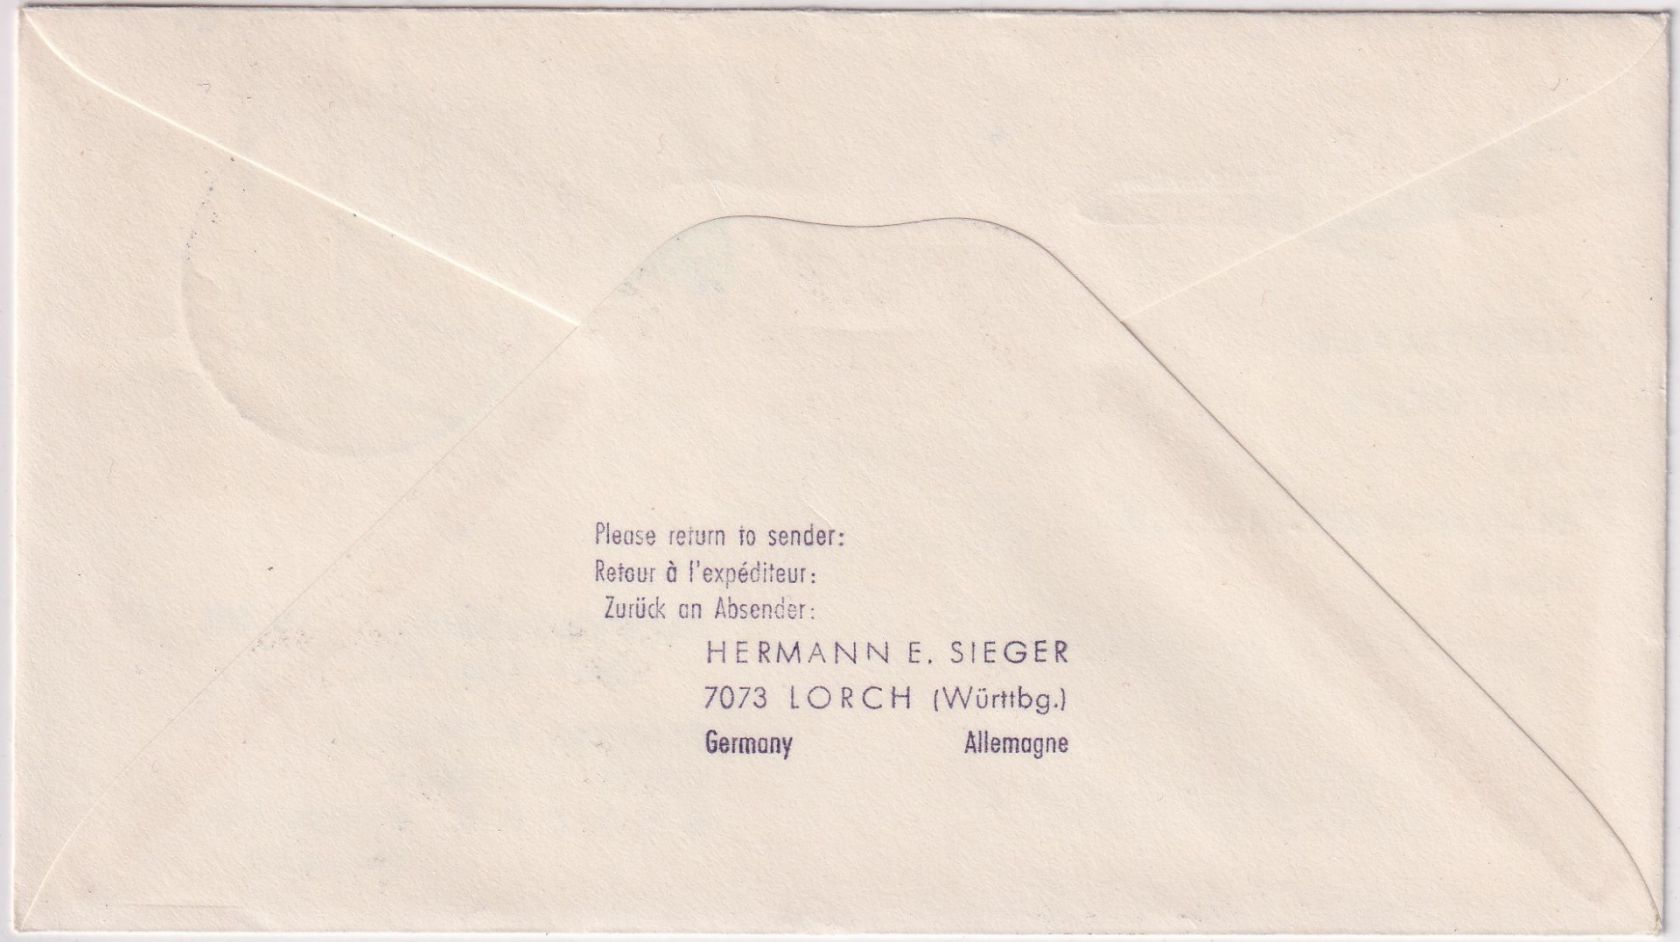 Please return to sender:
Retour à l'expéditeur:
Zurück an Absender:
HERMANN E. SIEGER
7073 LORCH (Württbg.)
Germany Allemagne